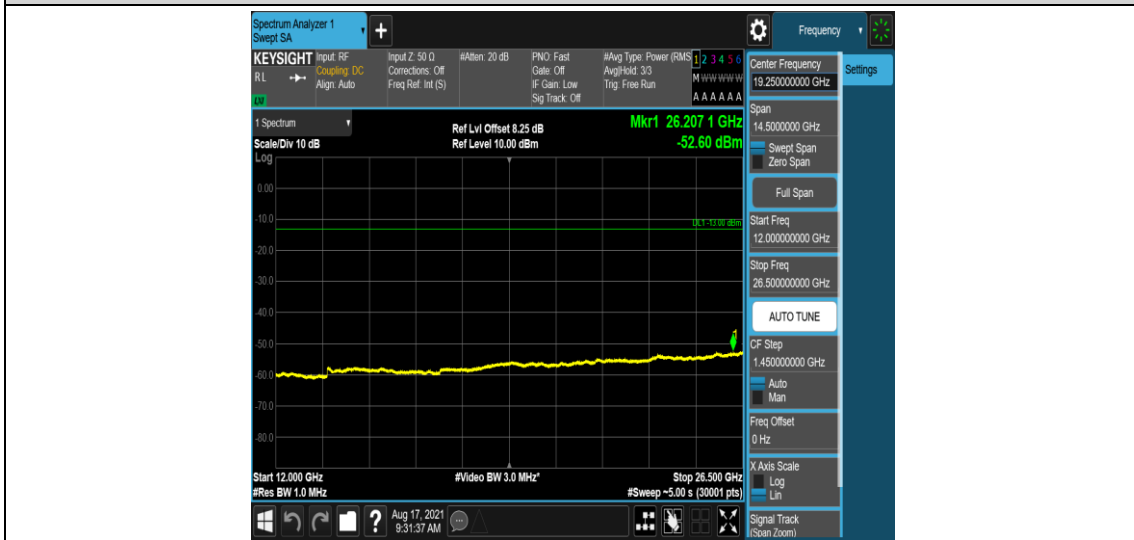 Spectrum Analyzer 1
Swept SA
+
Frequency
KEYSIGHT
RL
LXI
Input: RF
Coupling: DC
Align: Auto
Input Z: 50 Ω
Corrections: Off
Freq Ref: Int (S)
#Atten: 20 dB
PNO: Fast
Gate: Off
IF Gain: Low
Sig Track: Off
#Avg Type: Power (RMS
Avg|Hold: 3/3
Trig: Free Run
1 2 3 4 5 6
M W W W W W
A A A A A A
1 Spectrum
Scale/Div 10 dB
Ref Lvl Offset 8.25 dB
Ref Level 10.00 dBm
Mkr1 26.207 1 GHz
-52.60 dBm
Log
0.00
-10.0
DL1 -13.00 dBm
-20.0
-30.0
-40.0
-50.0
1
-60.0
-70.0
-80.0
Start 12.000 GHz
#Video BW 3.0 MHz*
Stop 26.500 GHz
#Res BW 1.0 MHz
#Sweep ~5.00 s (30001 pts)
?
Aug 17, 2021
9:31:37 AM
Center Frequency
19.250000000 GHz
Settings
Span
14.5000000 GHz
Swept Span
Zero Span
Full Span
Start Freq
12.000000000 GHz
Stop Freq
26.500000000 GHz
AUTO TUNE
CF Step
1.450000000 GHz
Auto
Man
Freq Offset
0 Hz
X Axis Scale
Log
Lin
Signal Track
(Span Zoom)